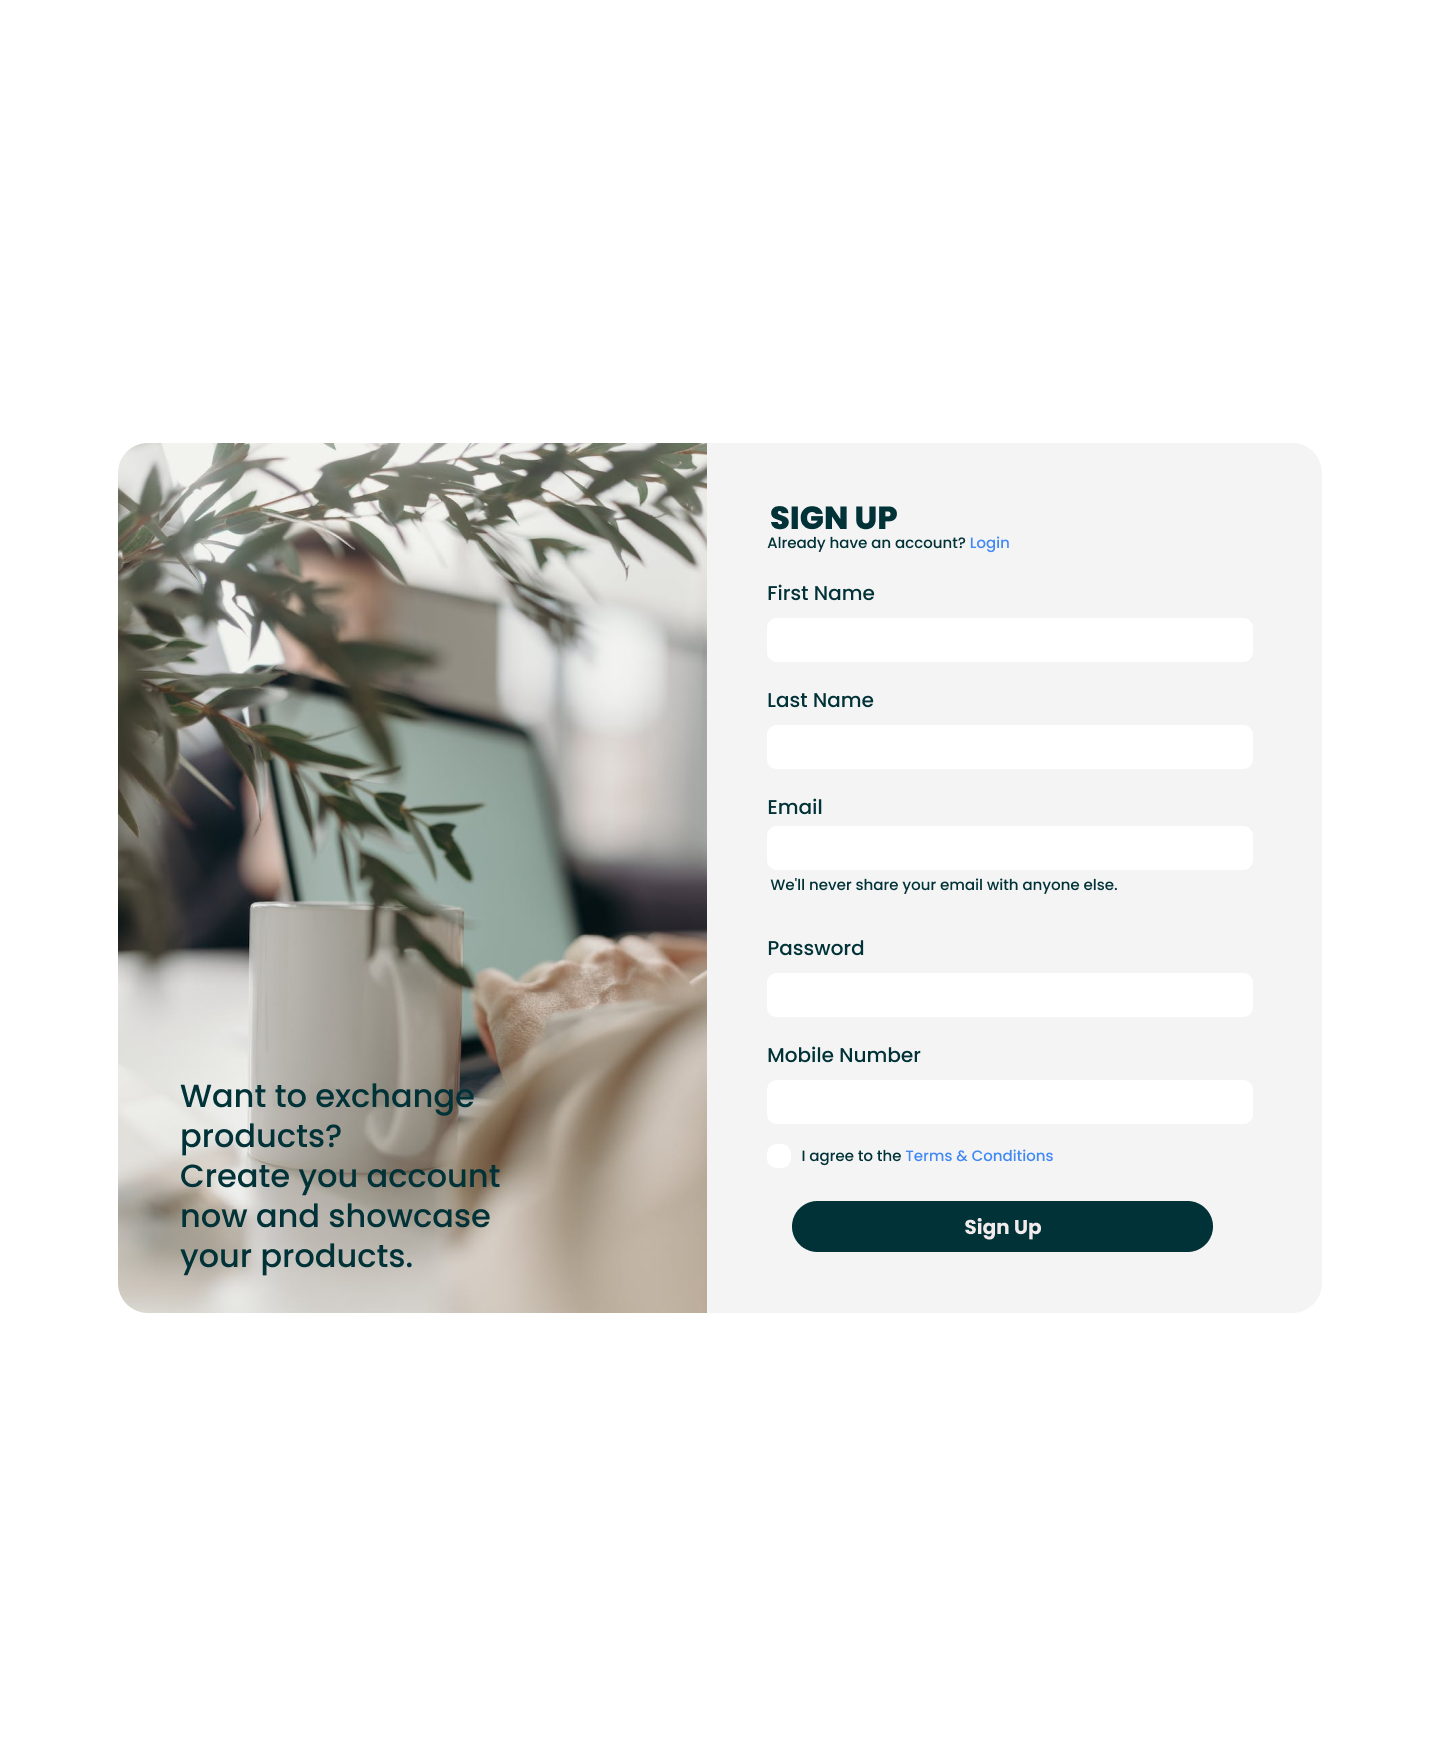 SIGN UP
Already have an account? Login
First Name
Last Name
Email
We'll never share your email with anyone else.
Password
Mobile Number
I agree to the Terms & Conditions
Sign Up
Want to exchange
products?
Create you account
now and showcase
your products.